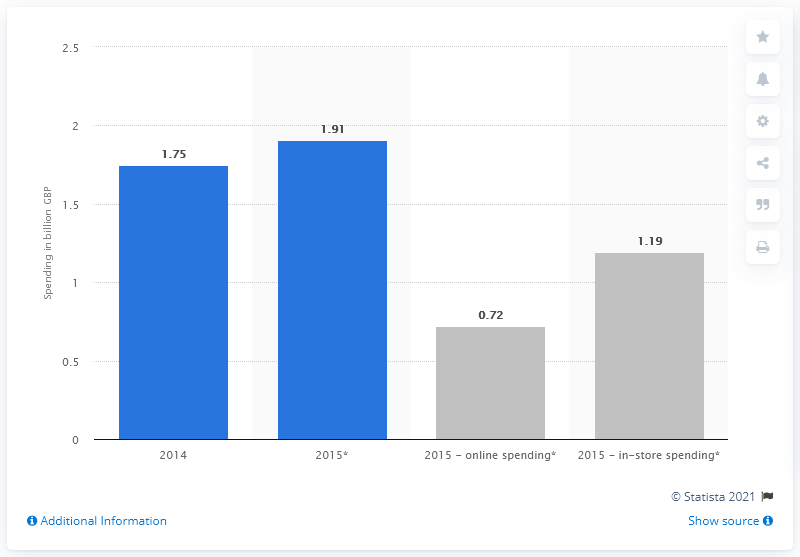 2.5
2
1.5
1
0.5
0
Spending in billion GBP
1.75
1.91
0.72
1.19
2014
2015*
2015 – online spending*
2015 – in-store spending*
© Statista 2021
Additional Information
Show source